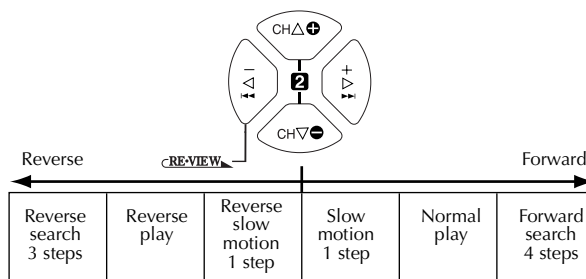 CH△+
–
◁
⏮
2
+
▷
⏭
CH▽–
RE•VIEW
Reverse
Forward
Reverse
search
3 steps
Reverse
play
Reverse
slow
motion
1 step
Slow
motion
1 step
Normal
play
Forward
search
4 steps